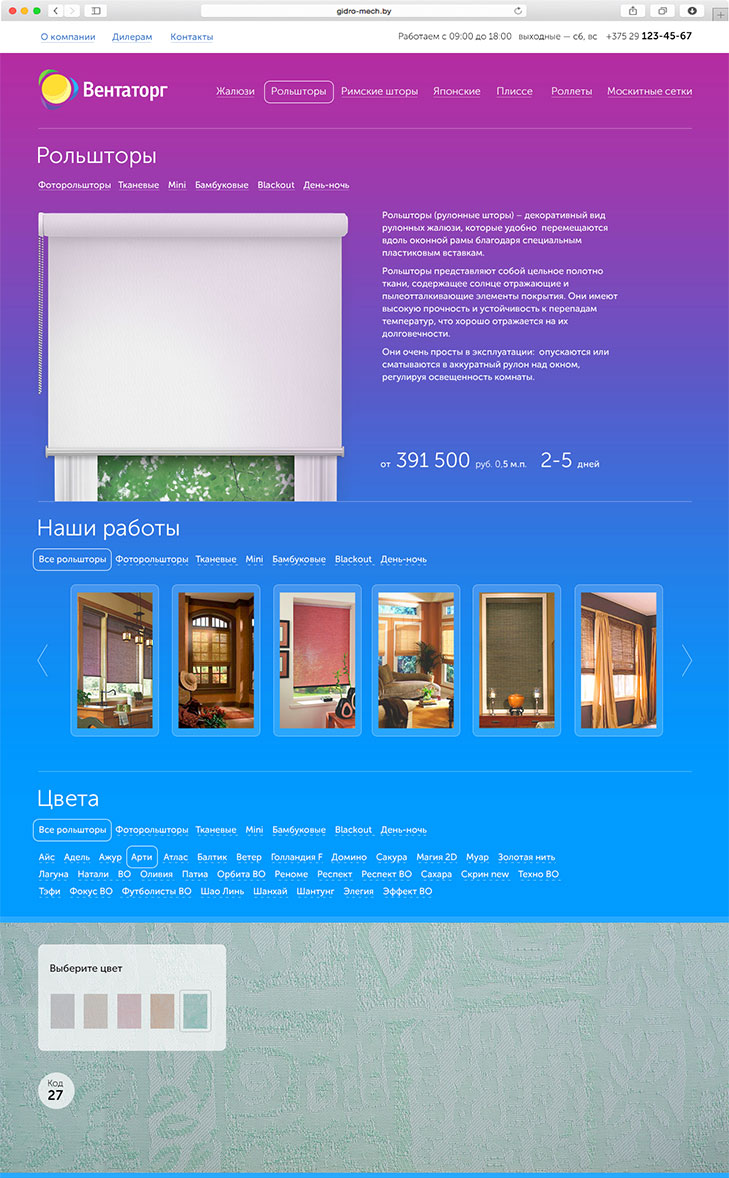 gidro-mech.by
О компании Дилерам Контакты Работаем с 09:00 до 18:00 выходные — сб, вс +375 29 123-45-67
Вентаторг Жалюзи Рольшторы Римские шторы Японские Плиссе Роллеты Москитные сетки
Рольшторы
Фоторольшторы Тканевые Mini Бамбуковые Blackout День-ночь
Рольшторы (рулонные шторы) – декоративный вид
рулонных жалюзи, которые удобно перемещаются
вдоль оконной рамы благодаря специальным
пластиковым вставкам.
Рольшторы представляют собой цельное полотно
ткани, содержащее солнце отражающие и
пылеотталкивающие элементы покрытия. Они имеют
высокую прочность и устойчивость к перепадам
температур, что хорошо отражается на их
долговечности.
Они очень просты в эксплуатации: опускаются или
сматываются в аккуратный рулон над окном,
регулируя освещенность комнаты.
от 391 500 руб. 0,5 м.п. 2-5 дней
Наши работы
Все рольшторы Фоторольшторы Тканевые Mini Бамбуковые Blackout День-ночь
Цвета
Все рольшторы Фоторольшторы Тканевые Mini Бамбуковые Blackout День-ночь
Айс Адель Ажур Арти Атлас Балтик Ветер Голландия F Домино Сакура Магия 2D Муар Золотая нить
Лагуна Натали ВО Оливия Патиа Орбита ВО Реноме Респект Респект ВО Сахара Скрин new Техно ВО
Тэфи Фокус ВО Футболисты ВО Шао Линь Шанхай Шантунг Элегия Эффект ВО
Выберите цвет
Код
27